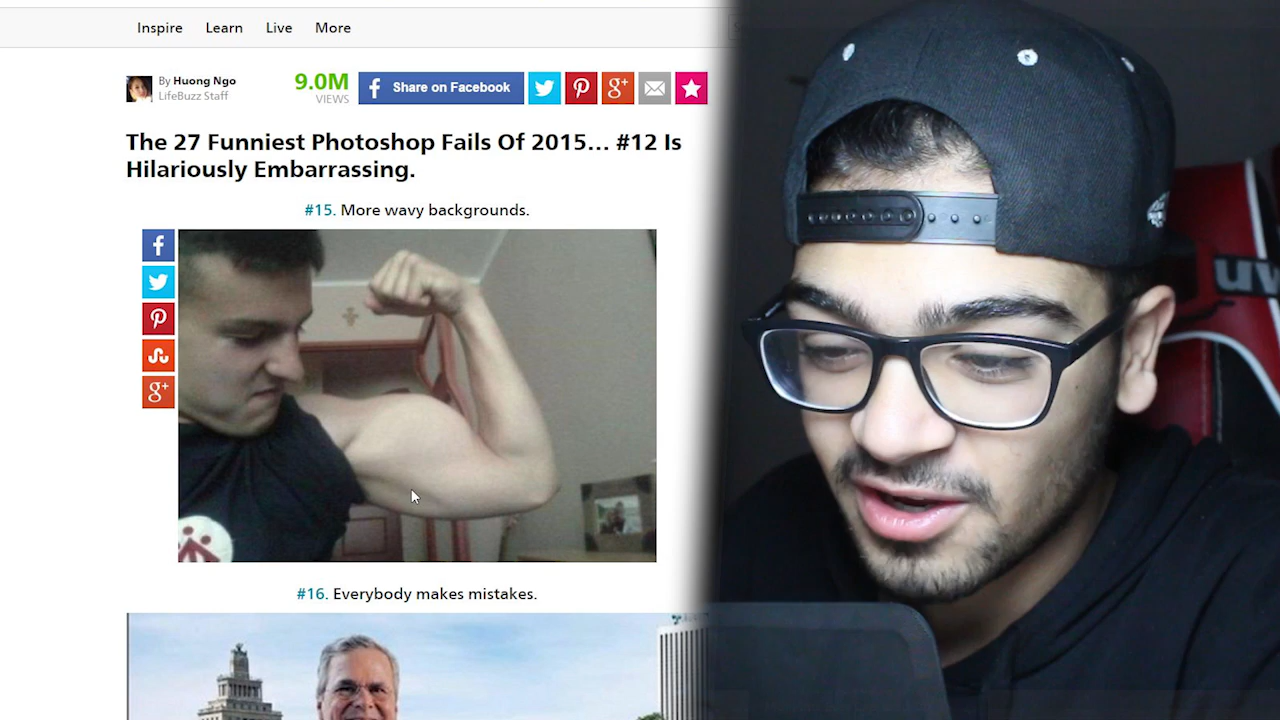 Inspire Learn Live More
By Huong Ngo
LifeBuzz Staff
9.0M
VIEWS
Share on Facebook
The 27 Funniest Photoshop Fails Of 2015... #12 Is
Hilariously Embarrassing.
#15. More wavy backgrounds.
#16. Everybody makes mistakes.